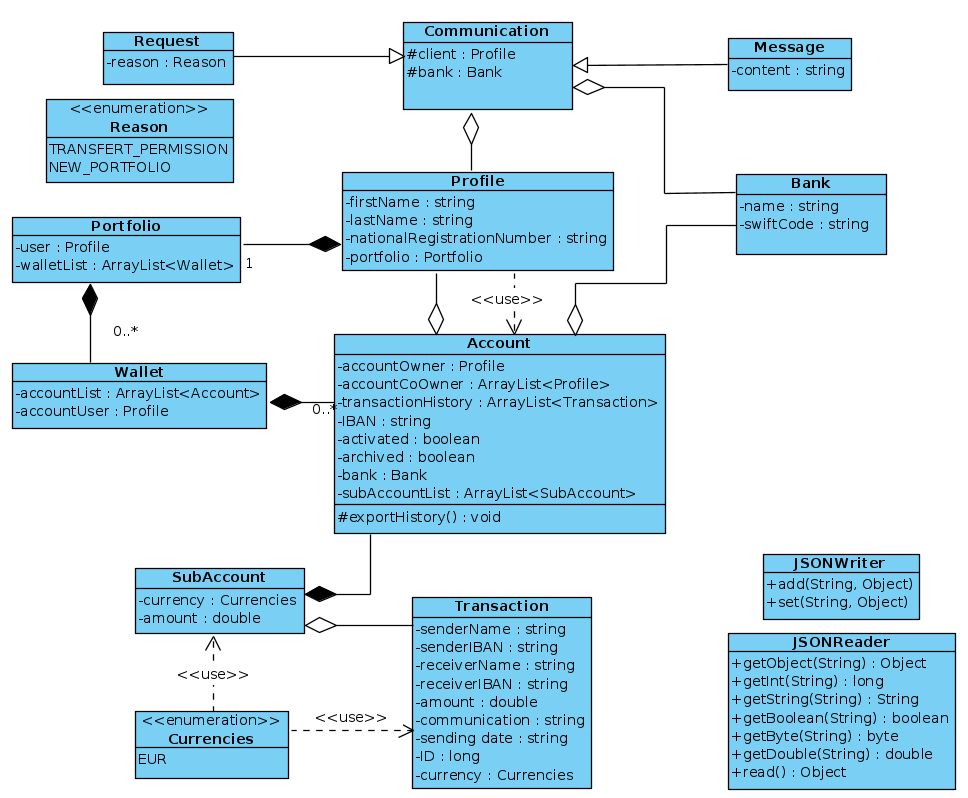 Request
-reason : Reason
<<enumeration>>
Reason
TRANSFERT_PERMISSION
NEW_PORTFOLIO
Communication
#client : Profile
#bank : Bank
Message
-content : string
Bank
-name : string
-swiftCode : string
Profile
-firstName : string
-lastName : string
-nationalRegistrationNumber : string
-portfolio : Portfolio
Portfolio
-user : Profile
-walletList : ArrayList<Wallet>
1
<<use>>
0..*
Wallet
-accountList : ArrayList<Account>
-accountUser : Profile
0..*
Account
-accountOwner : Profile
-accountCoOwner : ArrayList<Profile>
-transactionHistory : ArrayList<Transaction>
-IBAN : string
-activated : boolean
-archived : boolean
-bank : Bank
-subAccountList : ArrayList<SubAccount>
#exportHistory() : void
SubAccount
-currency : Currencies
-amount : double
<<use>>
<<enumeration>>
Currencies
EUR
<<use>>
Transaction
-senderName : string
-senderIBAN : string
-receiverName : string
-receiverIBAN : string
-amount : double
-communication : string
-sending date : string
-ID : long
-currency : Currencies
JSONWriter
+add(String, Object)
+set(String, Object)
JSONReader
+getObject(String) : Object
+getInt(String) : long
+getString(String) : String
+getBoolean(String) : boolean
+getByte(String) : byte
+getDouble(String) : double
+read() : Object